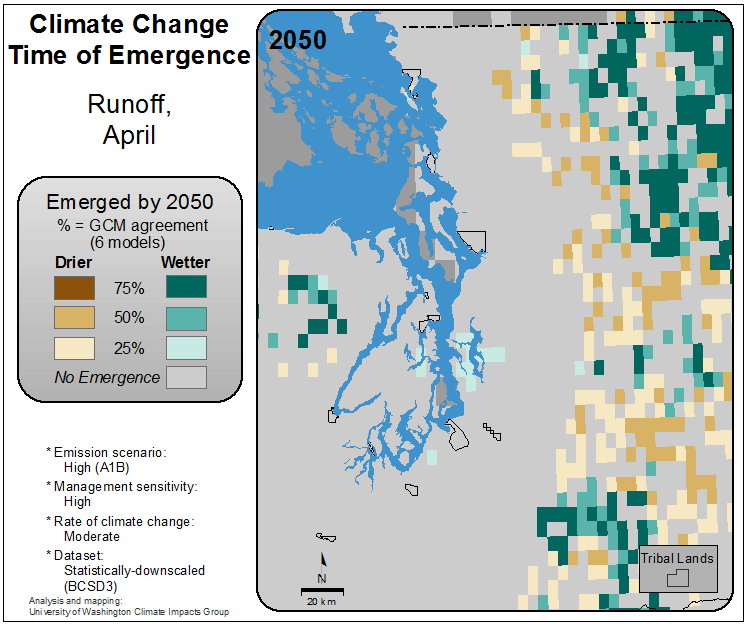 Climate Change
Time of Emergence
Runoff,
April
Emerged by 2050
% = GCM agreement
(6 models)
Drier Wetter
75%
50%
25%
No Emergence
* Emission scenario:
High (A1B)
* Management sensitivity:
High
* Rate of climate change:
Moderate
* Dataset:
Statistically-downscaled
(BCSD3)
Analysis and mapping:
University of Washington Climate Impacts Group
2050
N
20 km
Tribal Lands